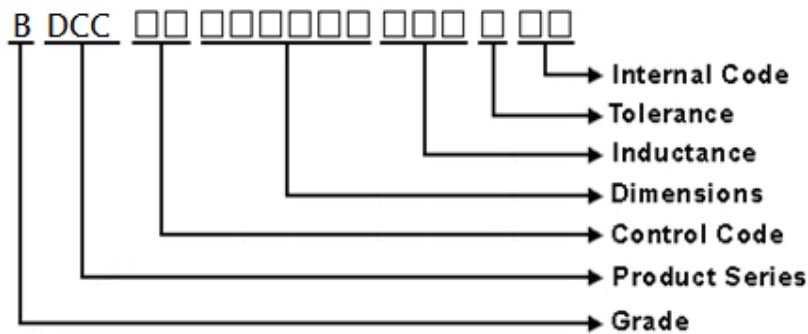 B DCC □□ □□□□□□ □□□ □ □□
Internal Code
Tolerance
Inductance
Dimensions
Control Code
Product Series
Grade